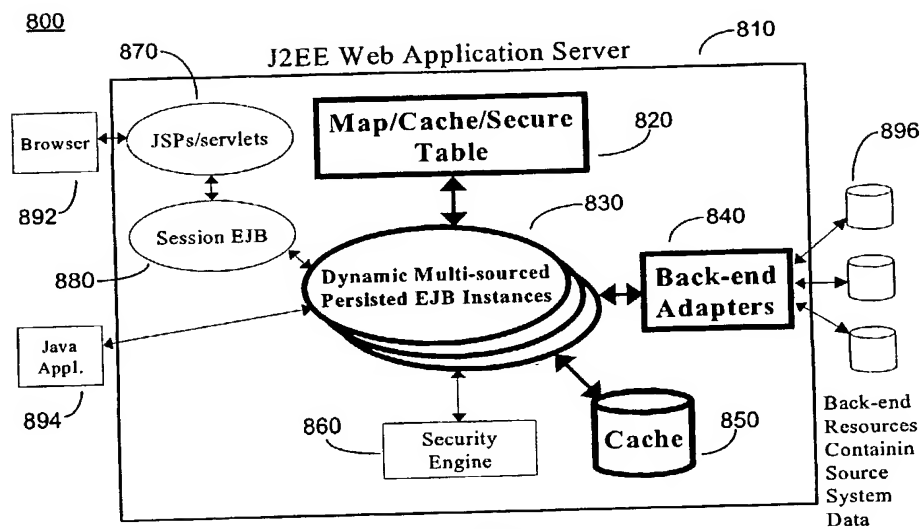 800
870
J2EE Web Application Server
810
Browser
892
JSPs/servlets
Map/Cache/Secure
Table
820
896
Session EJB
880
830
840
Dynamic Multi-sourced
Persisted EJB Instances
Back-end
Adapters
Java
Appl.
894
860
Security
Engine
Cache
850
Back-end
Resources
Containin
Source
System
Data